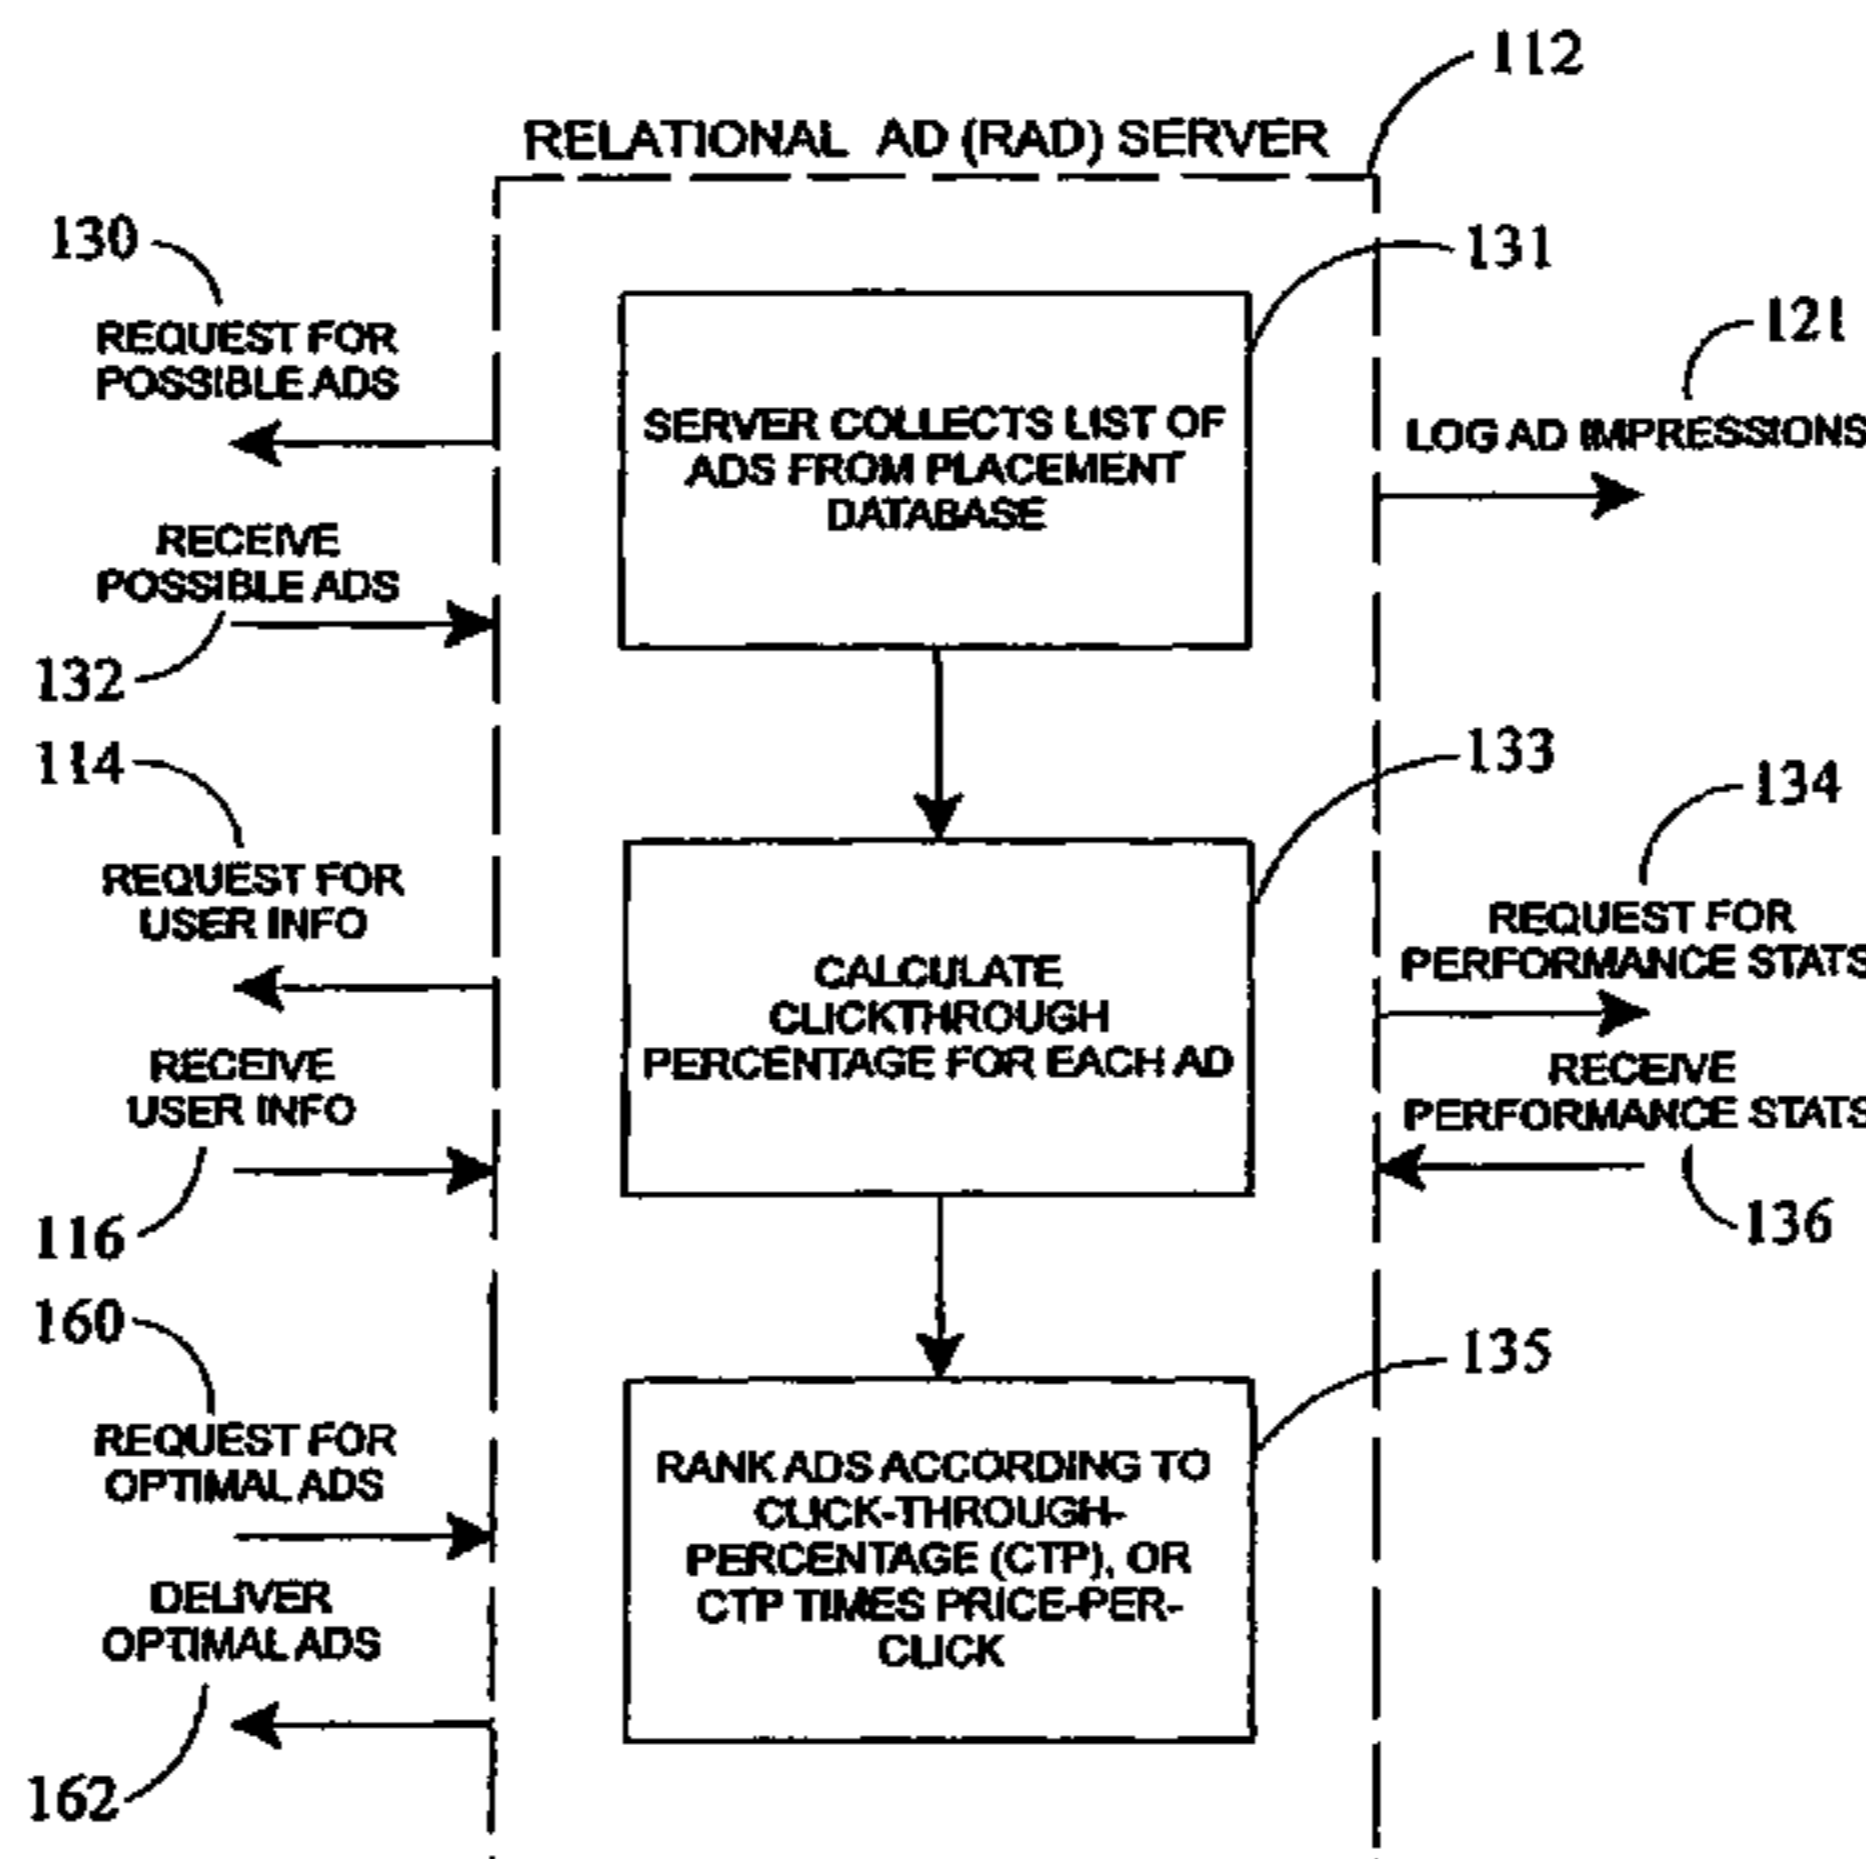 112
RELATIONAL AD (RAD) SERVER
130
REQUEST FOR
POSSIBLE ADS
RECEIVE
POSSIBLE ADS
132
114
REQUEST FOR
USER INFO
RECEIVE
USER INFO
116
160
REQUEST FOR
OPTIMAL ADS
DELIVER
OPTIMAL ADS
162
131
SERVER COLLECTS LIST OF
ADS FROM PLACEMENT
DATABASE
133
CALCULATE
CLICKTHROUGH
PERCENTAGE FOR EACH AD
135
RANK ADS ACCORDING TO
CLICK-THROUGH-
PERCENTAGE (CTP), OR
CTP TIMES PRICE-PER-
CLICK
121
LOG AD IMPRESSIONS
134
REQUEST FOR
PERFORMANCE STATS
RECEIVE
PERFORMANCE STATS
136